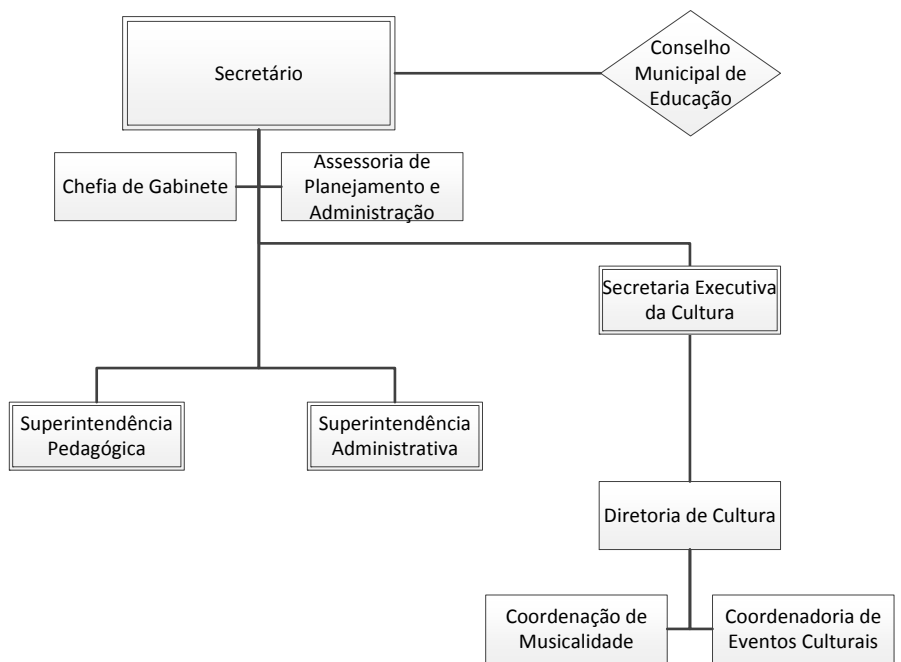 Secretário
Conselho
Municipal de
Educação
Chefia de Gabinete
Assessoria de
Planejamento e
Administração
Secretaria Executiva
da Cultura
Superintendência
Pedagógica
Superintendência
Administrativa
Diretoria de Cultura
Coordenação de
Musicalidade
Coordenadoria de
Eventos Culturais